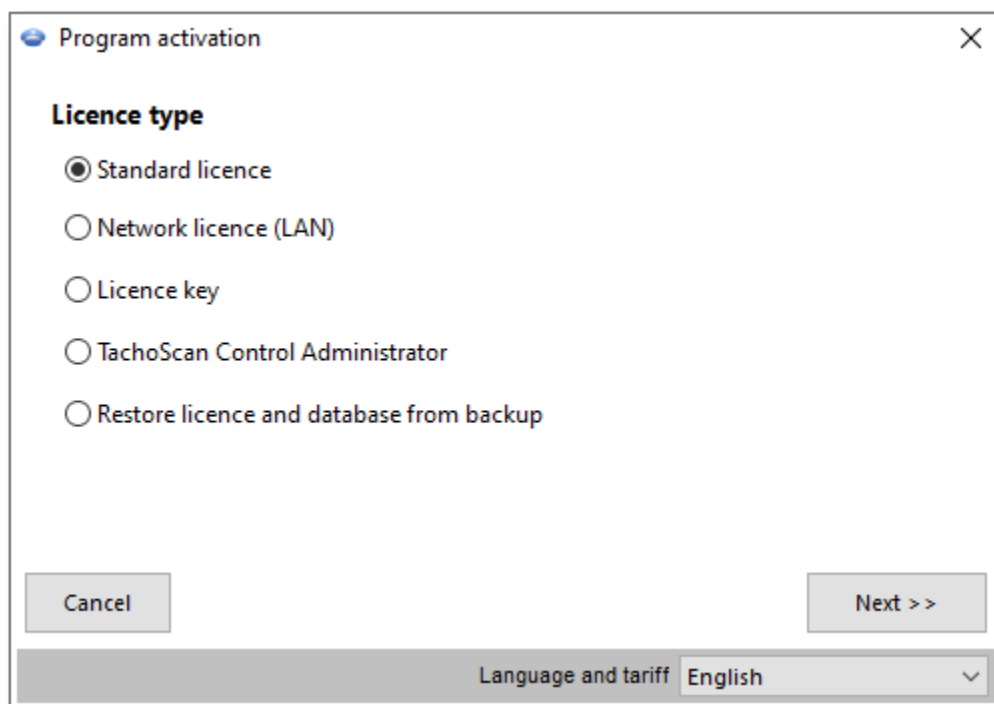 Program activation
Licence type
Standard licence
Network licence (LAN)
Licence key
TachoScan Control Administrator
Restore licence and database from backup
Cancel
Next >>
Language and tariff English